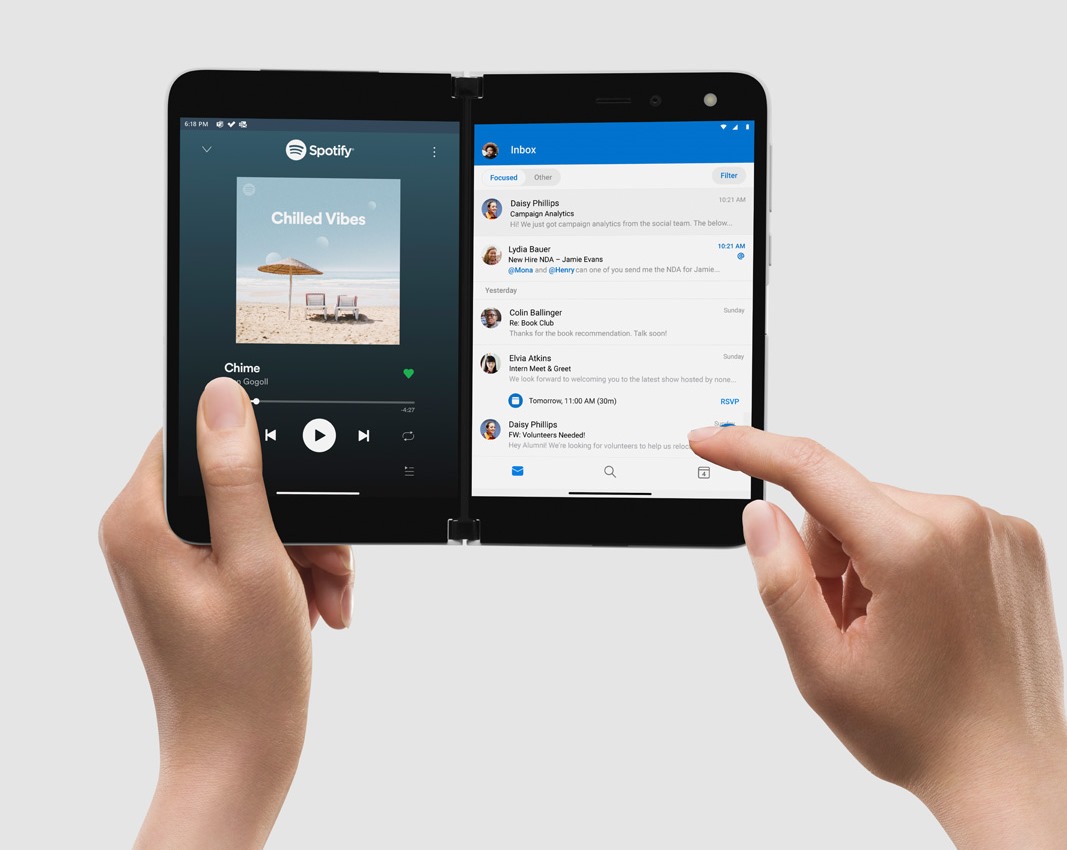 6:18 PM
Spotify
Chilled Vibes
Chime
Gogoll
-4:27
Inbox
Focused
Other
Filter
Daisy Phillips
10:21 AM
Campaign Analytics
Hi! We just got campaign analytics from the social team. The below...
Lydia Bauer
10:21 AM
New Hire NDA – Jamie Evans
@
@Mona and @Henry can one of you send me the NDA for Jamie...
Yesterday
Colin Ballinger
Sunday
Re: Book Club
Thanks for the book recommendation. Talk soon!
Elvia Atkins
Sunday
Intern Meet & Greet
We look forward to welcoming you to the latest show hosted by none...
Tomorrow, 11:00 AM (30m)
RSVP
Daisy Phillips
FW: Volunteers Needed!
Hey Alumni! We're looking for volunteers to help us
4